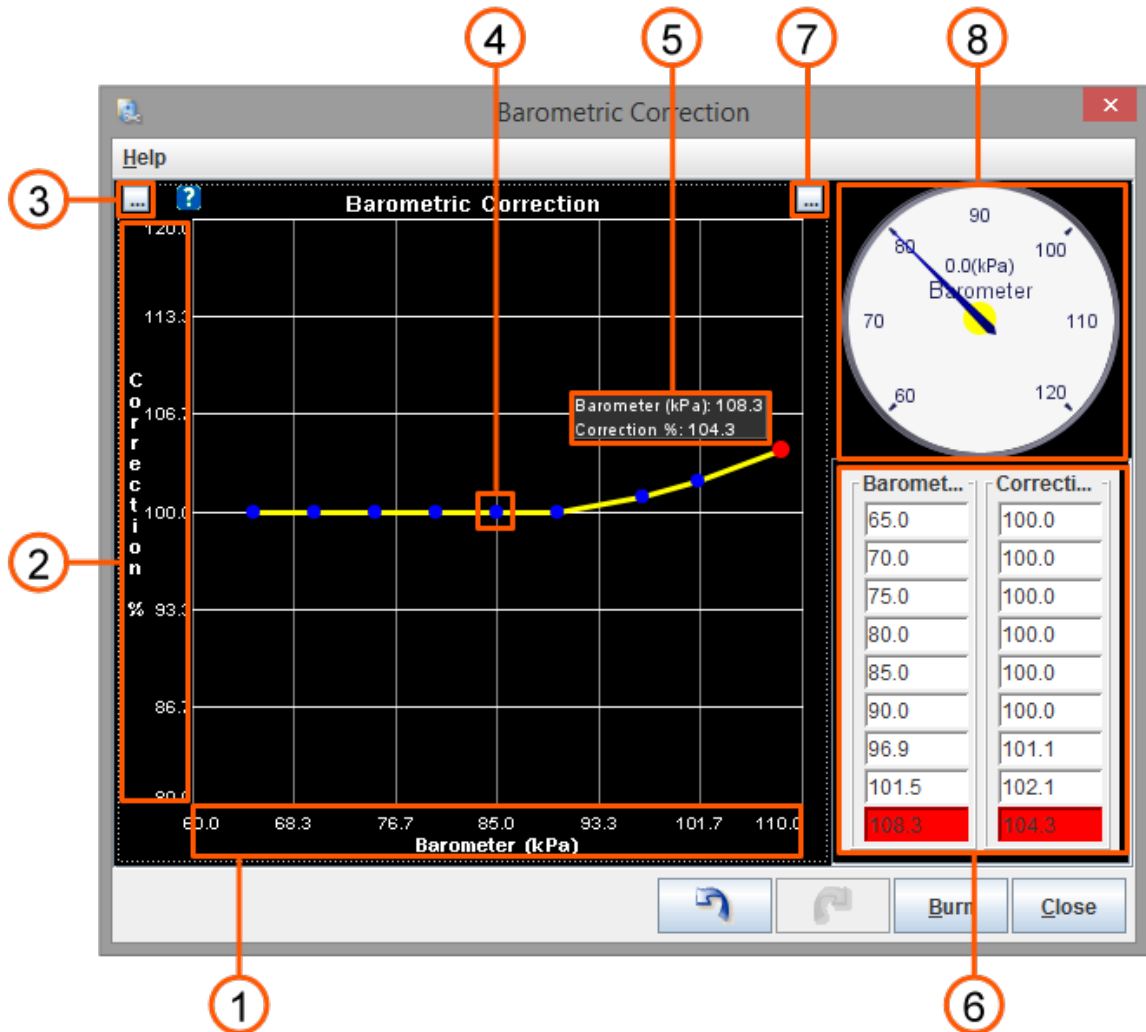 4
5
7
8
Barometric Correction
Help
3
...
?
Barometric Correction
...
120.0
113.3
106.7
100.0
93.3
86.7
80.0
Correction %
2
Barometer (kPa): 108.3
Correction %: 104.3
60.0 68.3 76.7 85.0 93.3 101.7 110.0
Barometer (kPa)
60
70
80
90
100
110
120
0.0(kPa)
Barometer
Baromet... Correcti...
65.0 100.0
70.0 100.0
75.0 100.0
80.0 100.0
85.0 100.0
90.0 100.0
96.9 101.1
101.5 102.1
108.3 104.3
Burn Close
1
6